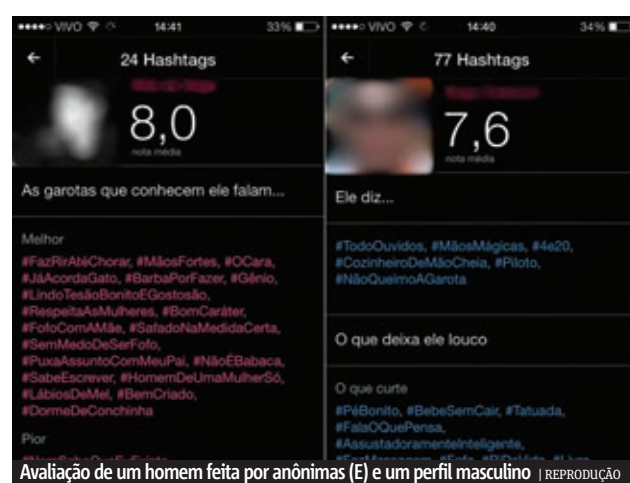 VIVO 14:41 33%
24 Hashtags
8,0
nota média
As garotas que conhecem ele falam...
Melhor
#FazRirAtéChorar, #MãosFortes, #OCara,
#JáAcordaGato, #BarbaPorFazer, #Gênio,
#LindoTesãoBonitoEGostosão,
#RespeitaAsMulheres, #BomCaráter,
#FofoComAMãe, #SafadoNaMedidaCerta,
#SemMedoDeSerFofo,
#PuxaAssuntoComMeuPai, #NãoÉBabaca,
#SabeEscrever, #HomemDeUmaMulherSó,
#LábiosDeMel, #BemCriado,
#DormeDeConchinha
Pior
VIVO 14:40 34%
77 Hashtags
7,6
nota média
Ele diz...
#TodoOuvidos, #MãosMágicas, #4e20,
#CozinheiroDeMãoCheia, #Piloto,
#NãoQueimoAGarota
O que deixa ele louco
O que curte
#PéBonito, #BebeSemCair, #Tatuada,
#FalaOQuePensa,
#AssustadoramenteInteligente,
Avaliação de um homem feita por anônimas (E) e um perfil masculino | REPRODUÇÃO